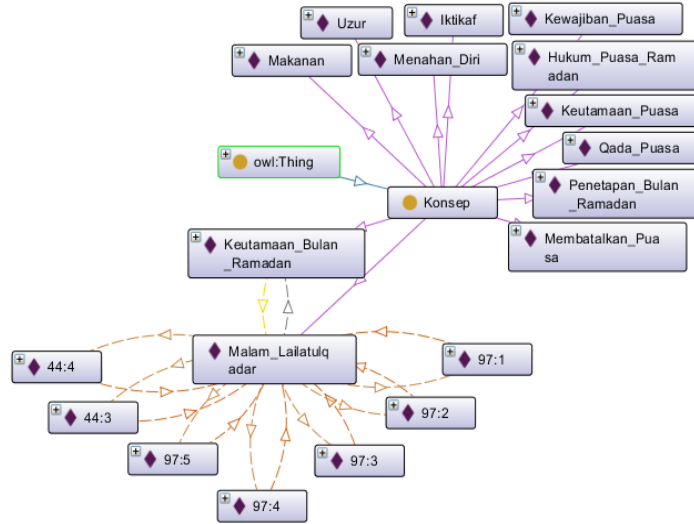 Uzur
Iktikaf
Kewajiban_Puasa
Makanan
Menahan_Diri
Hukum_Puasa_Ram
adan
Keutamaan_Puasa
owl:Thing
Qada_Puasa
Konsep
Penetapan_Bulan
_Ramadan
Keutamaan_Bulan
_Ramadan
Membatalkan_Pua
sa
Malam_Lailatulq
adar
44:4
97:1
44:3
97:2
97:5
97:3
97:4